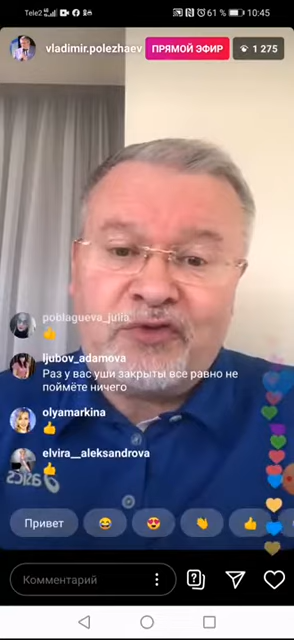 Tele2 61 % 10:45
vladimir.polezhaev ПРЯМОЙ ЭФИР 1 275
poblagueva_julia
ljubov_adamova
Раз у вас уши закрыты все равно не
поймёте ничего
olyamarkina
elvira__aleksandrova
asics
Привет
Комментарий